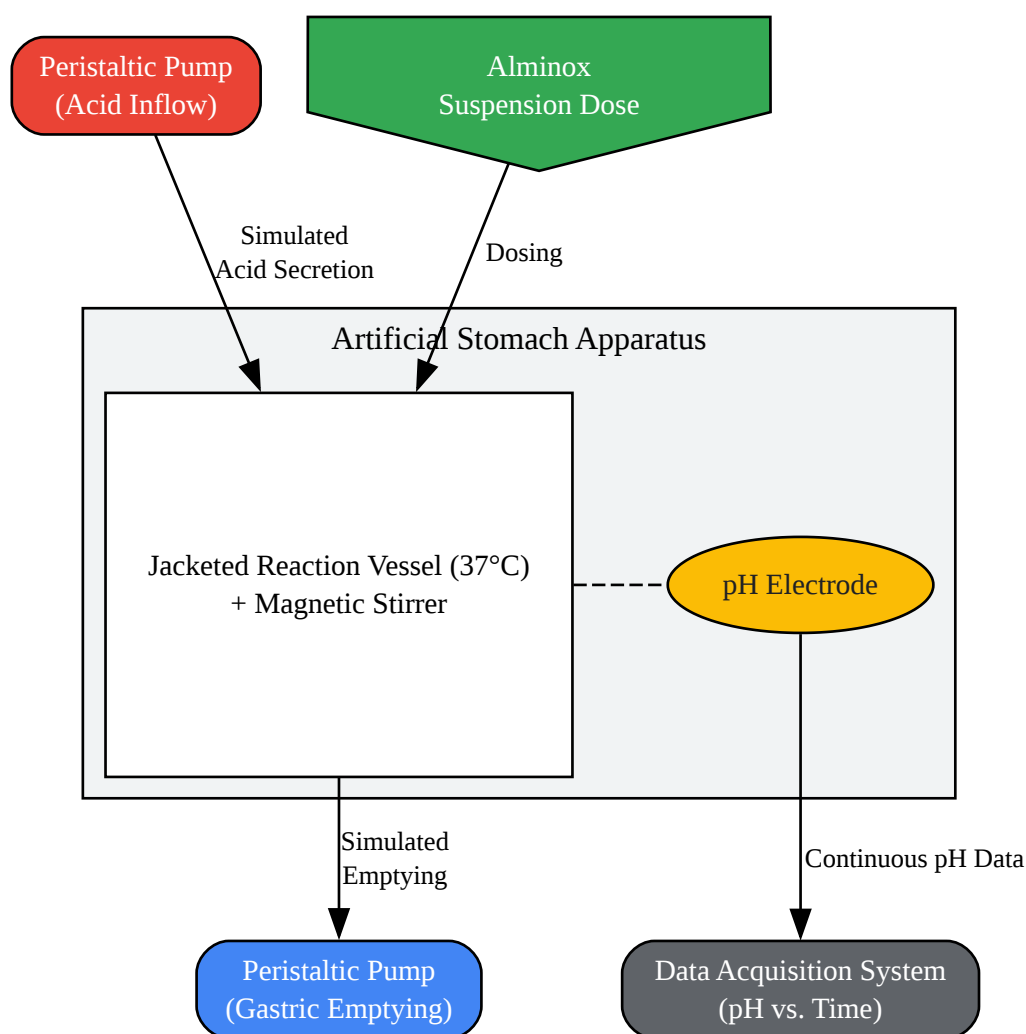 Peristaltic Pump
(Acid Inflow)
Alminox
Suspension Dose
Simulated
Acid Secretion
Dosing
Artificial Stomach Apparatus
Jacketed Reaction Vessel (37°C)
+ Magnetic Stirrer
pH Electrode
Simulated
Emptying
Continuous pH Data
Peristaltic Pump
(Gastric Emptying)
Data Acquisition System
(pH vs. Time)